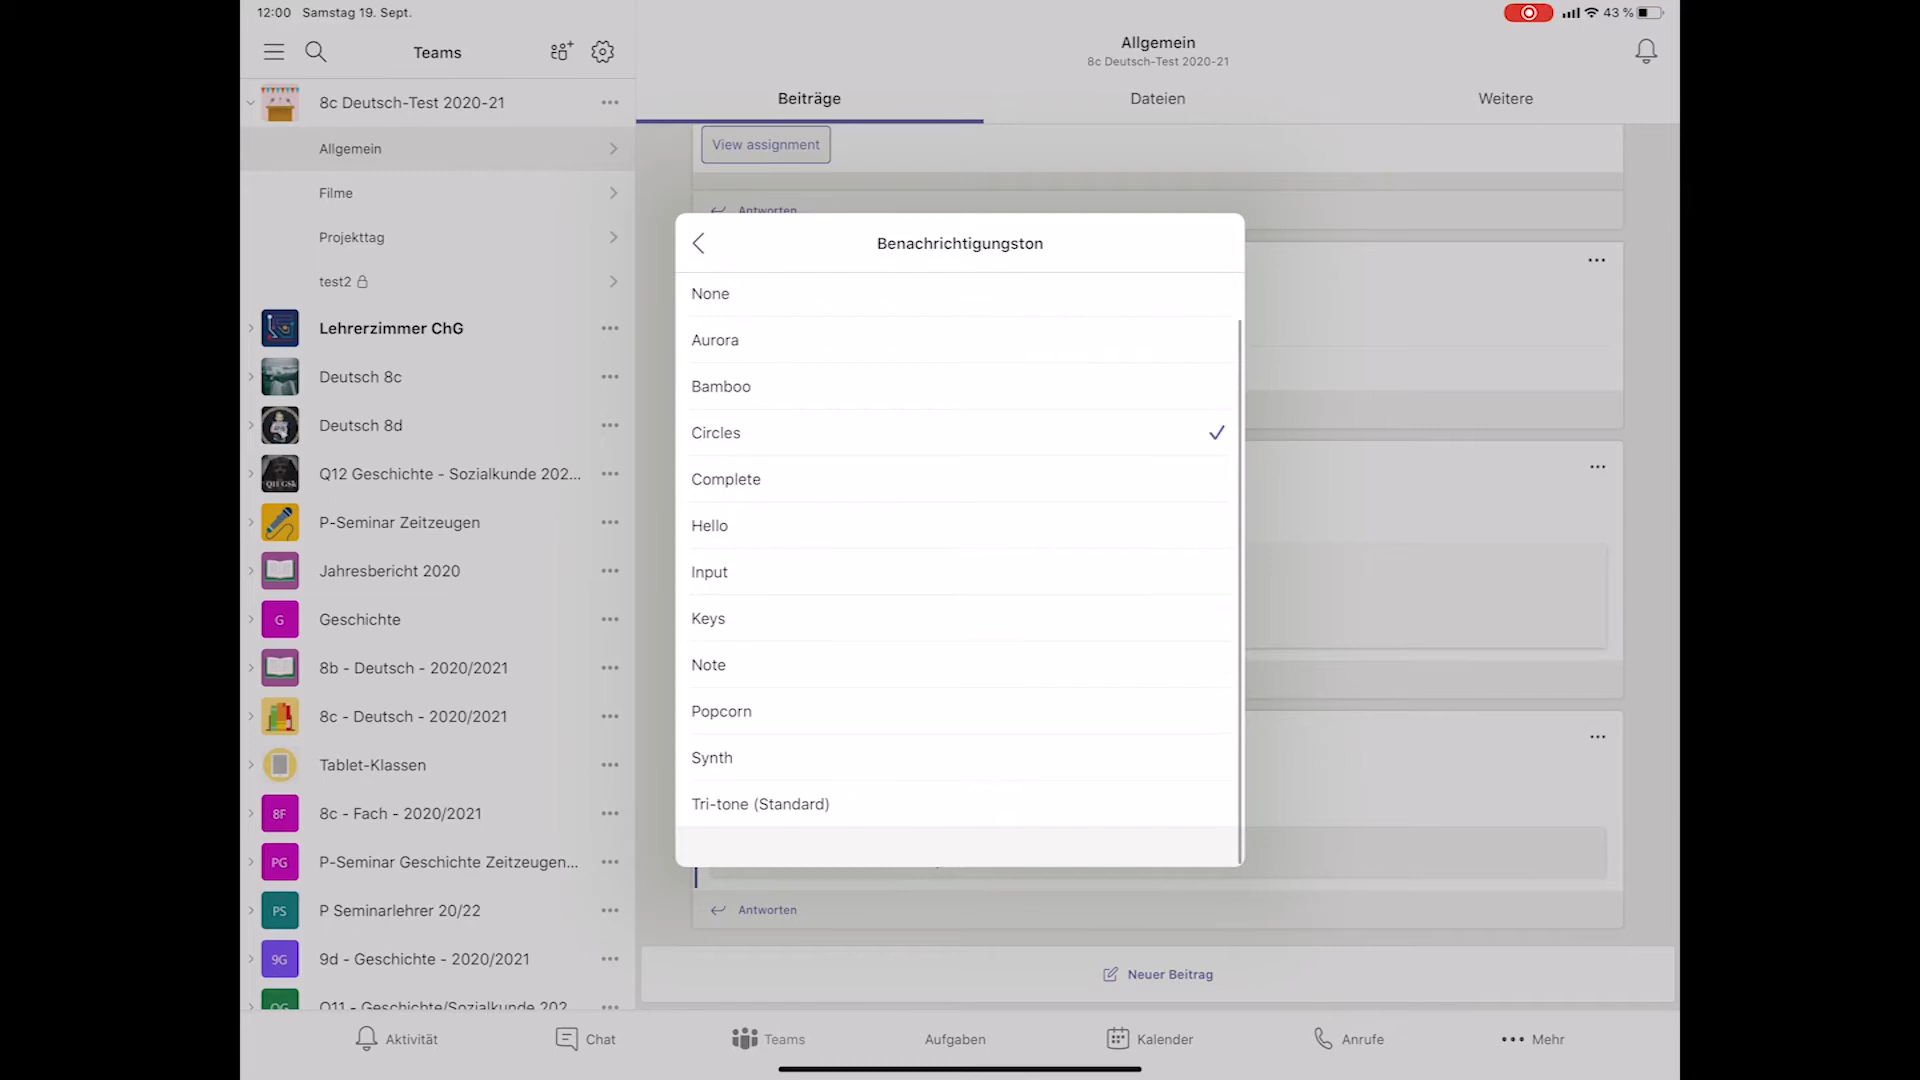 12:00 Samstag 19. Sept.
43 %
Teams
8c Deutsch-Test 2020-21
Allgemein
Filme
Projekttag
test2
Lehrerzimmer ChG
Deutsch 8c
Deutsch 8d
Q12 Geschichte - Sozialkunde 202...
P-Seminar Zeitzeugen
Jahresbericht 2020
G
Geschichte
8b - Deutsch - 2020/2021
8c - Deutsch - 2020/2021
Tablet-Klassen
8F
8c - Fach - 2020/2021
PG
P-Seminar Geschichte Zeitzeugen...
PS
P Seminarlehrer 20/22
9G
9d - Geschichte - 2020/2021
Q11 - Geschichte/Sozialkunde 202
Allgemein
8c Deutsch-Test 2020-21
Beiträge
Dateien
Weitere
View assignment
Antworten
Benachrichtigungston
None
Aurora
Bamboo
Circles
Complete
Hello
Input
Keys
Note
Popcorn
Synth
Tri-tone (Standard)
Antworten
Neuer Beitrag
Aktivität
Chat
Teams
Aufgaben
Kalender
Anrufe
Mehr